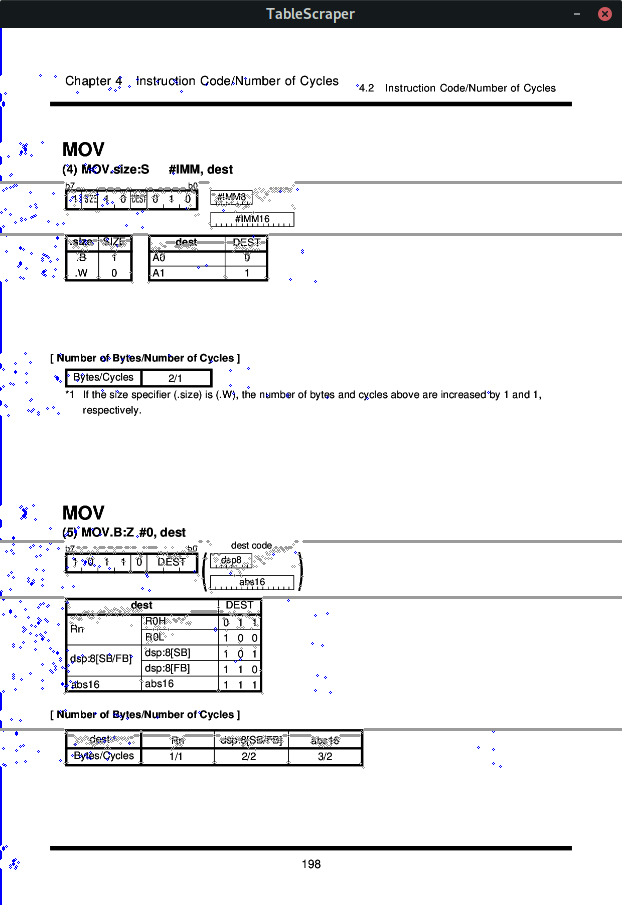 TableScraper
Chapter 4 Instruction Code/Number of Cycles
4.2 Instruction Code/Number of Cycles
MOV
(4) MOV.size:S #IMM, dest
b7 b0
1 SIZE 1 0 DEST 0 1 0 #IMM8
#IMM16
.size SIZE dest DEST
.B 1 A0 0
.W 0 A1 1
[ Number of Bytes/Number of Cycles ]
Bytes/Cycles 2/1
*1 If the size specifier (.size) is (.W), the number of bytes and cycles above are increased by 1 and 1,
respectively.
MOV
(5) MOV.B:Z #0, dest
dest code
b7 b0
1 0 1 1 0 DEST dsp8
abs16
dest DEST
Rn R0H 0 1 1
R0L 1 0 0
dsp:8[SB/FB] dsp:8[SB] 1 0 1
dsp:8[FB] 1 1 0
abs16 abs16 1 1 1
[ Number of Bytes/Number of Cycles ]
dest Rn dsp:8[SB/FB] abs16
Bytes/Cycles 1/1 2/2 3/2
198